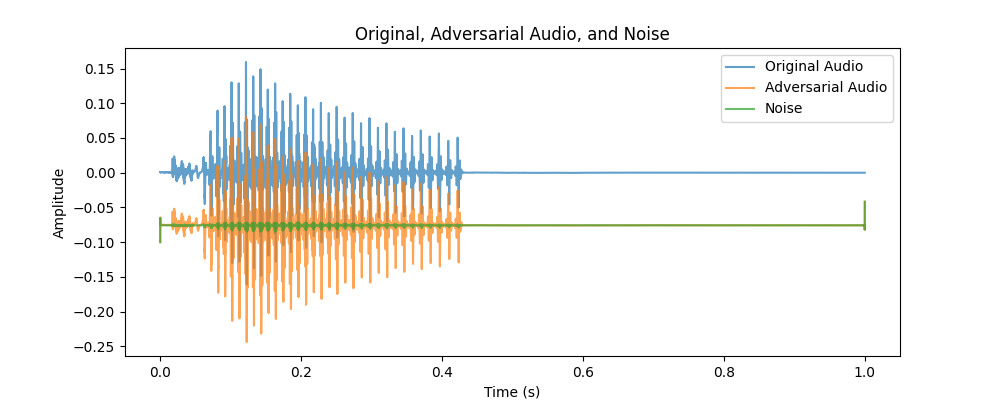 Original, Adversarial Audio, and Noise
Original Audio
Adversarial Audio
Noise
Amplitude
0.15
0.10
0.05
0.00
−0.05
−0.10
−0.15
−0.20
−0.25
0.0
0.2
0.4
0.6
0.8
1.0
Time (s)